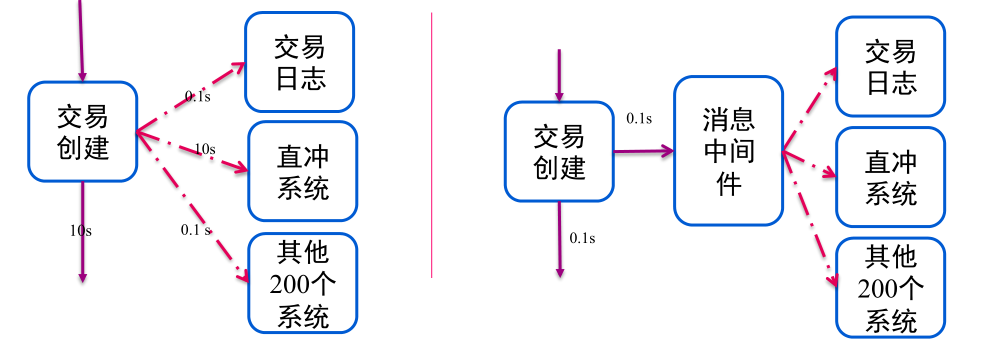 交易
日志
0.1s
交易
创建
10s
直冲
系统
10s
0.1 s
其他
200个
系统
交易
日志
0.1s
消息
中间
件
交易
创建
直冲
系统
0.1s
其他
200个
系统